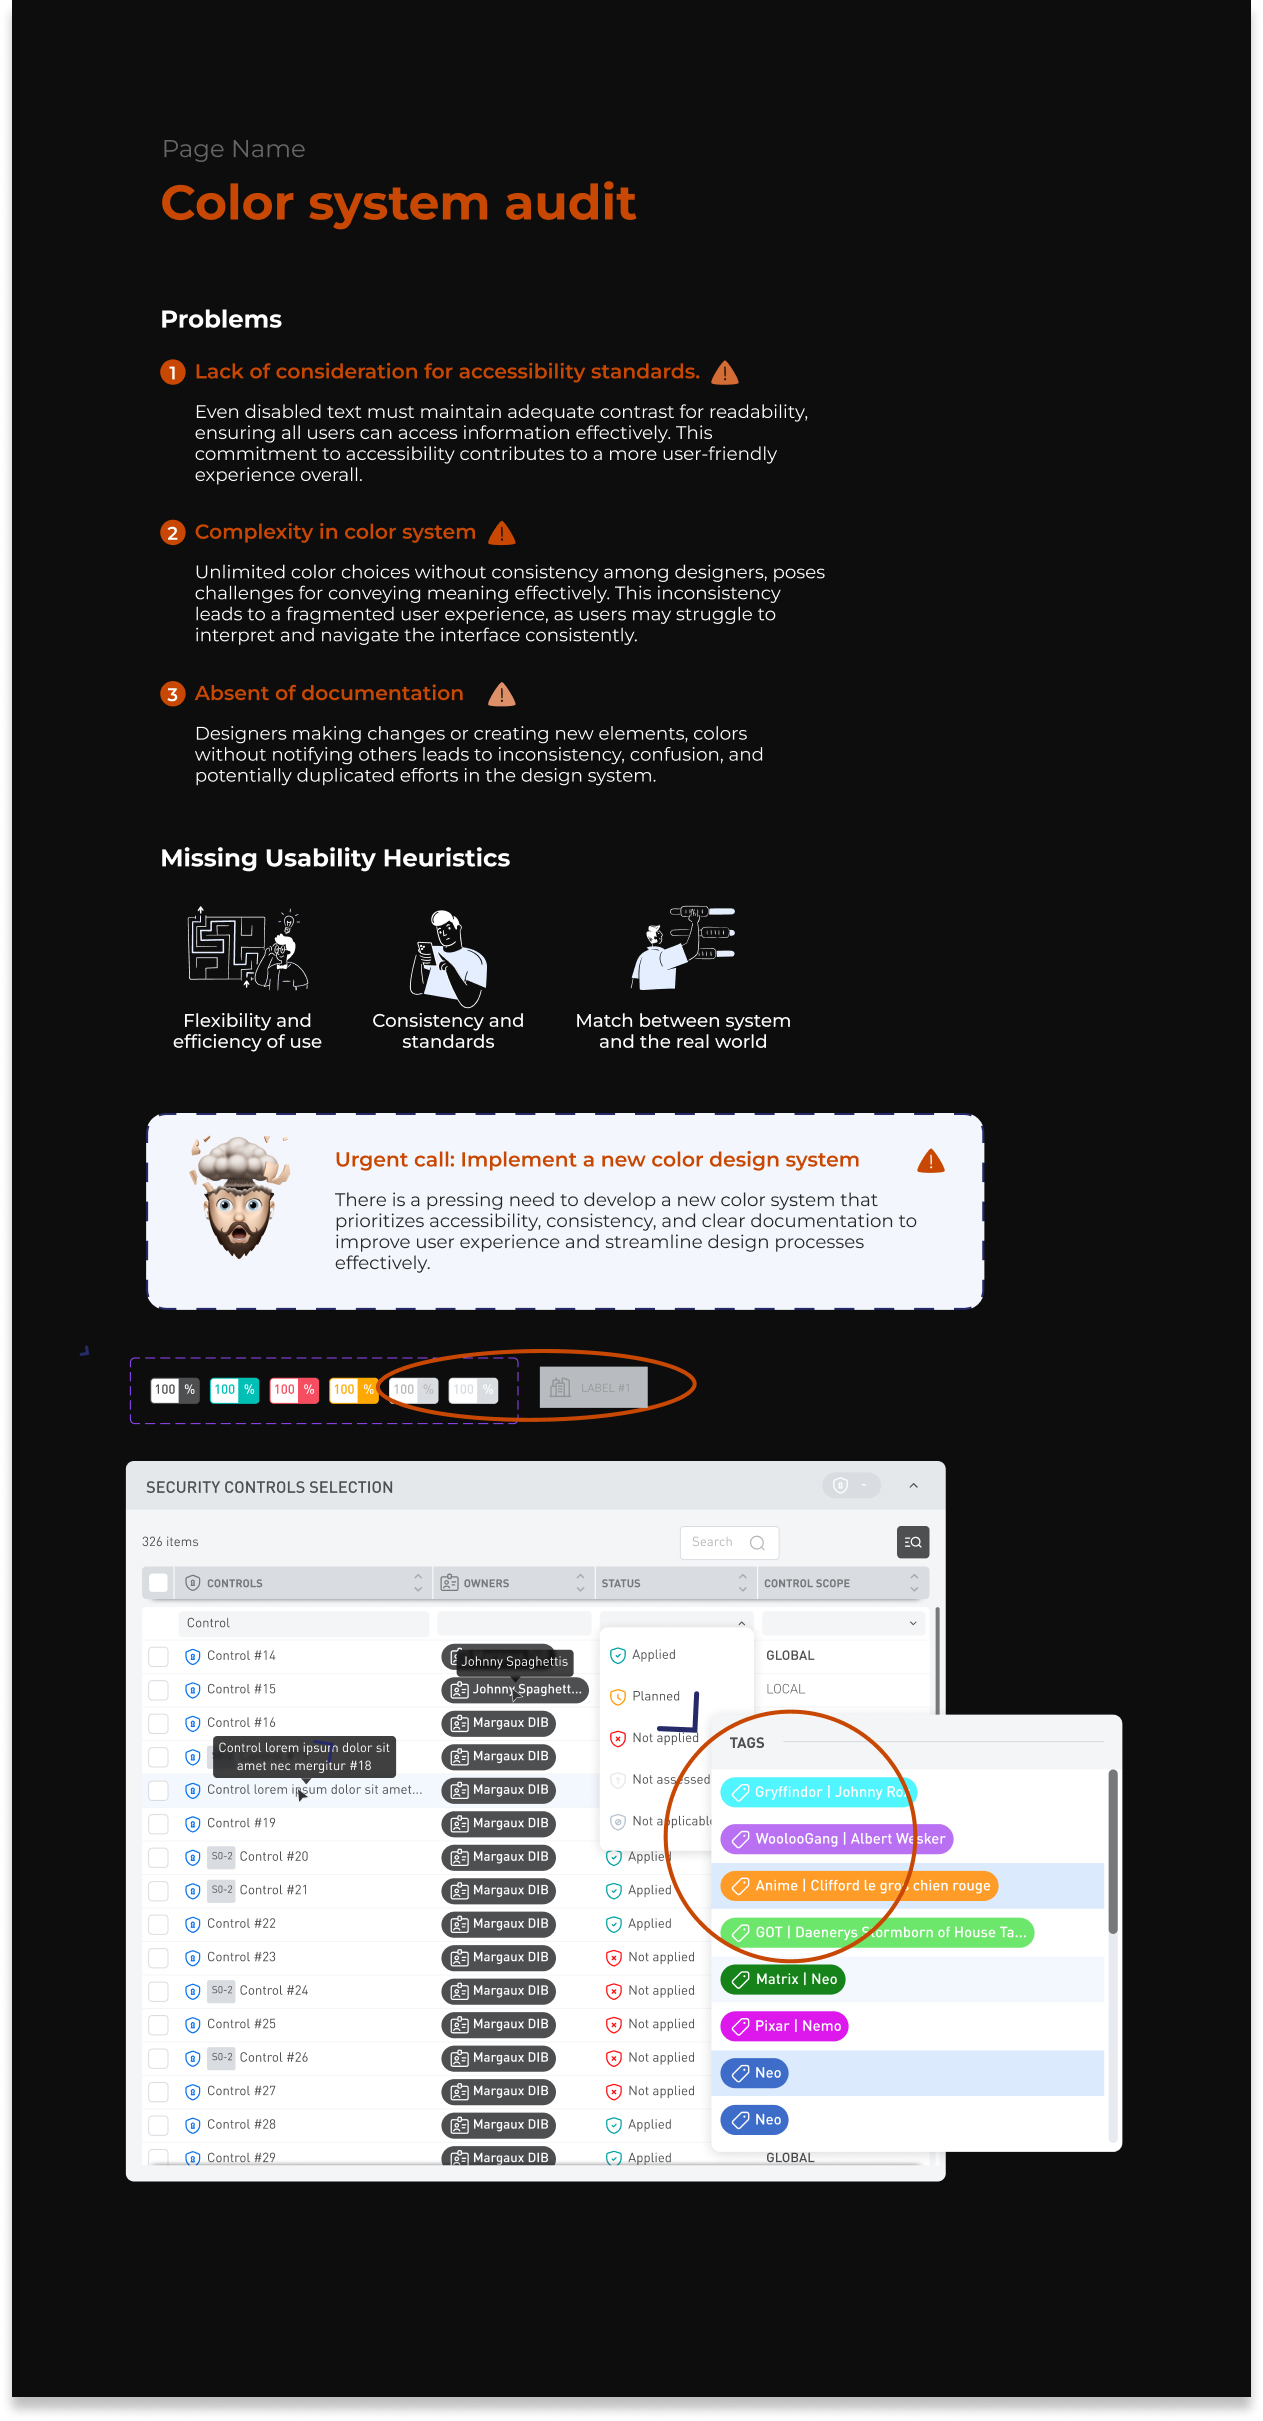 Page Name
Color system audit
Problems
1 Lack of consideration for accessibility standards.
Even disabled text must maintain adequate contrast for readability,
ensuring all users can access information effectively. This
commitment to accessibility contributes to a more user-friendly
experience overall.
2 Complexity in color system
Unlimited color choices without consistency among designers, poses
challenges for conveying meaning effectively. This inconsistency
leads to a fragmented user experience, as users may struggle to
interpret and navigate the interface consistently.
3 Absent of documentation
Designers making changes or creating new elements, colors
without notifying others leads to inconsistency, confusion, and
potentially duplicated efforts in the design system.
Missing Usability Heuristics
Flexibility and
efficiency of use
Consistency and
standards
Match between system
and the real world
Urgent call: Implement a new color design system
There is a pressing need to develop a new color system that
prioritizes accessibility, consistency, and clear documentation to
improve user experience and streamline design processes
effectively.
100 % 100 % 100 % 100 % 100 % 100 % LABEL #1
SECURITY CONTROLS SELECTION -
326 items Search
CONTROLS OWNERS STATUS CONTROL SCOPE
Control
Control #14 GLOBAL
Johnny Spaghettis
Control #15 Johnny Spaghett... LOCAL
Control #16 Margaux DIB
Margaux DIB
Control lorem ipsum dolor sit
amet nec mergitur #18
Control lorem ipsum dolor sit amet... Margaux DIB
Control #19 Margaux DIB
S0-2 Control #20 Margaux DIB Applied
S0-2 Control #21 Margaux DIB Applied
Control #22 Margaux DIB Applied
Control #23 Margaux DIB Not applied
S0-2 Control #24 Margaux DIB Not applied
Control #25 Margaux DIB Not applied
S0-2 Control #26 Margaux DIB Not applied
Control #27 Margaux DIB Not applied
Control #28 Margaux DIB Applied
Control #29 Margaux DIB Applied GLOBAL
Applied
Planned
Not applied
Not assessed
Not applicable
TAGS
Gryffindor | Johnny Ro
WoolooGang | Albert Wesker
Anime | Clifford le gros chien rouge
GOT | Daenerys Stormborn of House Ta...
Matrix | Neo
Pixar | Nemo
Neo
Neo